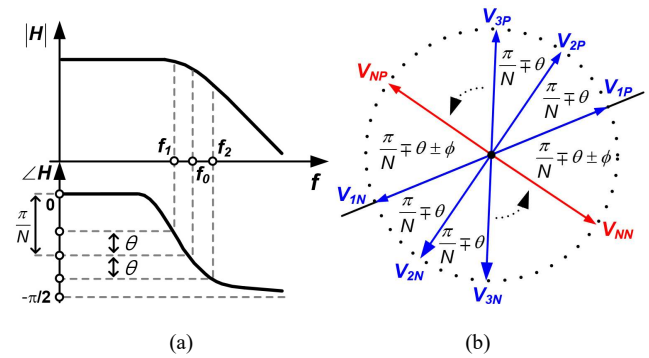 |H|
f₁
f₂
f₀
f
∠H
0
π/N
θ
θ
-π/2
(a)
V₃P
V₂P
V₁P
V_NP
π/N ∓ θ
π/N ∓ θ
π/N ∓ θ ± ϕ
π/N ∓ θ ± ϕ
V₁N
π/N ∓ θ
π/N ∓ θ
V_NN
V₂N
V₃N
(b)